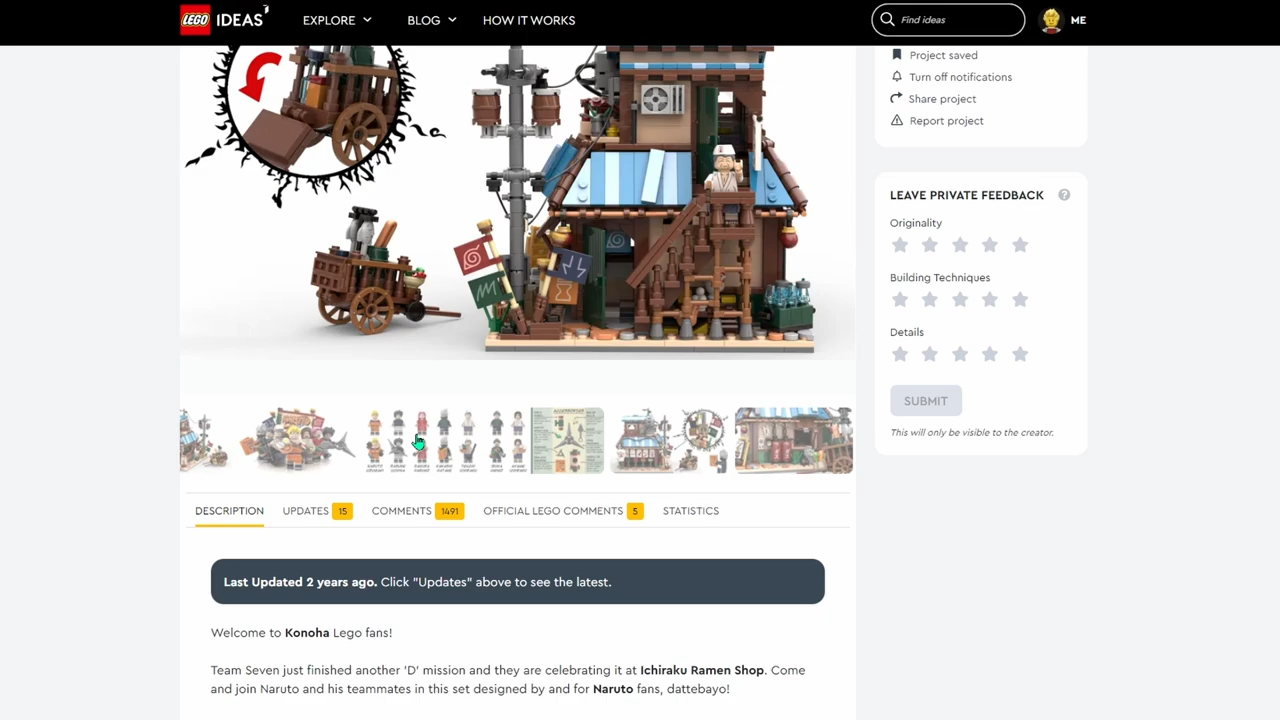 LEGO IDEAS
EXPLORE
BLOG
HOW IT WORKS
Find ideas
ME
Project saved
Turn off notifications
Share project
Report project
LEAVE PRIVATE FEEDBACK ?
Originality
Building Techniques
Details
SUBMIT
This will only be visible to the creator.
DESCRIPTION
UPDATES 15
COMMENTS 1491
OFFICIAL LEGO COMMENTS 5
STATISTICS
Last Updated 2 years ago. Click "Updates" above to see the latest.
Welcome to Konoha Lego fans!
Team Seven just finished another 'D' mission and they are celebrating it at Ichiraku Ramen Shop. Come
and join Naruto and his teammates in this set designed by and for Naruto fans, dattebayo!